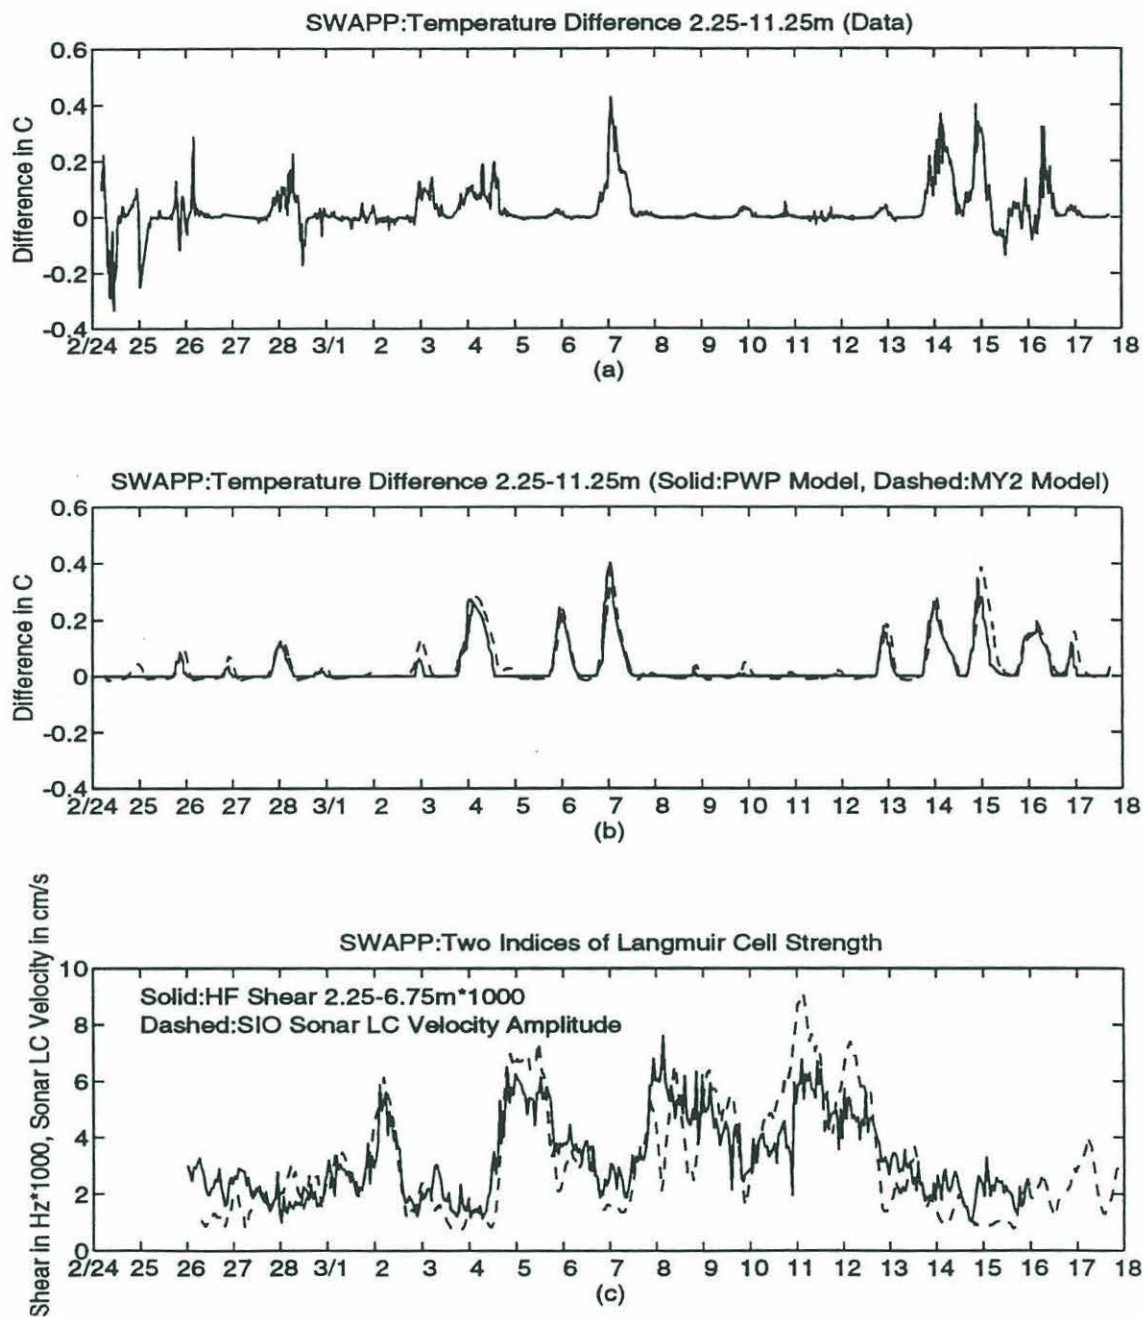 SWAPP:Temperature Difference 2.25-11.25m (Data)
Difference in C
0.6
0.4
0.2
0
-0.2
-0.4
2/24 25 26 27 28 3/1 2 3 4 5 6 7 8 9 10 11 12 13 14 15 16 17 18
(a)
SWAPP:Temperature Difference 2.25-11.25m (Solid:PWP Model, Dashed:MY2 Model)
Difference in C
0.6
0.4
0.2
0
-0.2
-0.4
2/24 25 26 27 28 3/1 2 3 4 5 6 7 8 9 10 11 12 13 14 15 16 17 18
(b)
SWAPP:Two Indices of Langmuir Cell Strength
Shear in Hz*1000, Sonar LC Velocity in cm/s
Solid:HF Shear 2.25-6.75m*1000
Dashed:SIO Sonar LC Velocity Amplitude
10
8
6
4
2
0
2/24 25 26 27 28 3/1 2 3 4 5 6 7 8 9 10 11 12 13 14 15 16 17 18
(c)